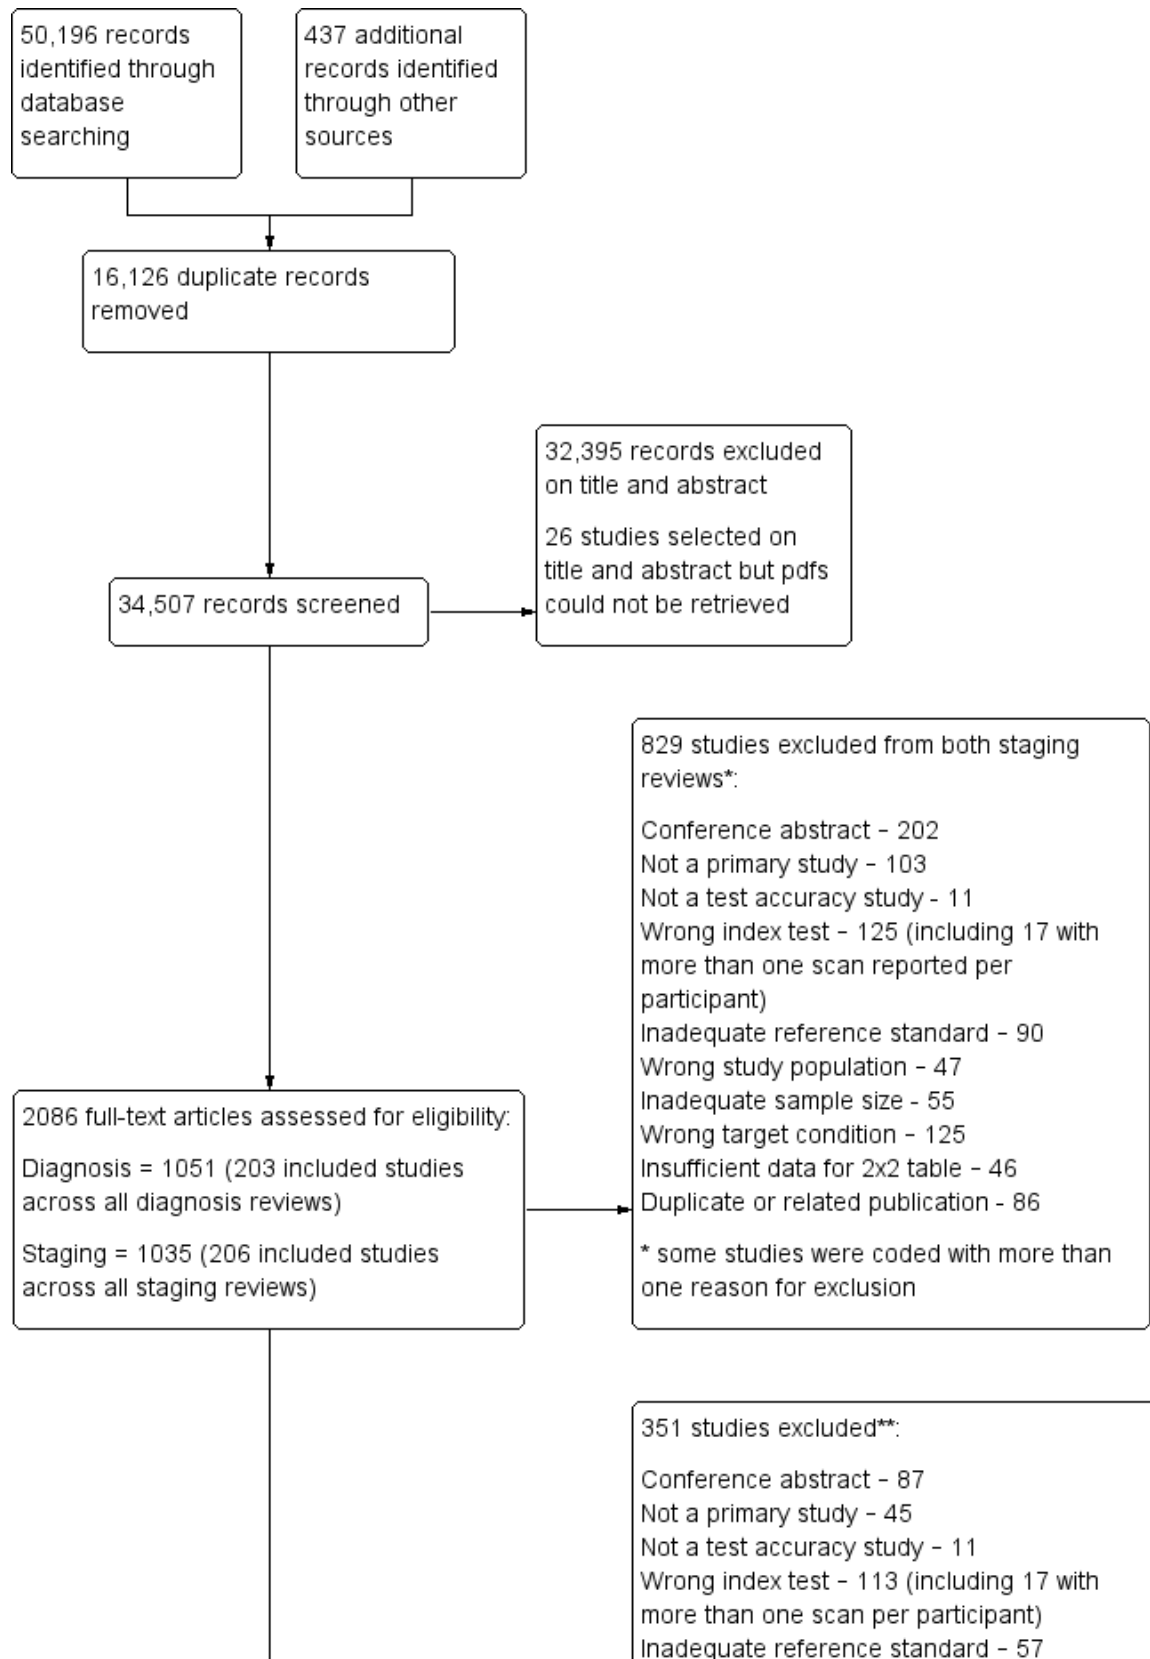 50,196 records
identified through
database
searching
437 additional
records identified
through other
sources
16,126 duplicate records
removed
32,395 records excluded
on title and abstract
26 studies selected on
title and abstract but pdfs
could not be retrieved
34,507 records screened
829 studies excluded from both staging
reviews*:
Conference abstract – 202
Not a primary study – 103
Not a test accuracy study - 11
Wrong index test – 125 (including 17 with
more than one scan reported per
participant)
Inadequate reference standard – 90
Wrong study population – 47
Inadequate sample size - 55
Wrong target condition – 125
Insufficient data for 2x2 table – 46
Duplicate or related publication - 86
* some studies were coded with more than
one reason for exclusion
2086 full-text articles assessed for eligibility:
Diagnosis = 1051 (203 included studies
across all diagnosis reviews)
Staging = 1035 (206 included studies
across all staging reviews)
351 studies excluded**:
Conference abstract – 87
Not a primary study – 45
Not a test accuracy study – 11
Wrong index test – 113 (including 17 with
more than one scan per participant)
Inadequate reference standard – 57